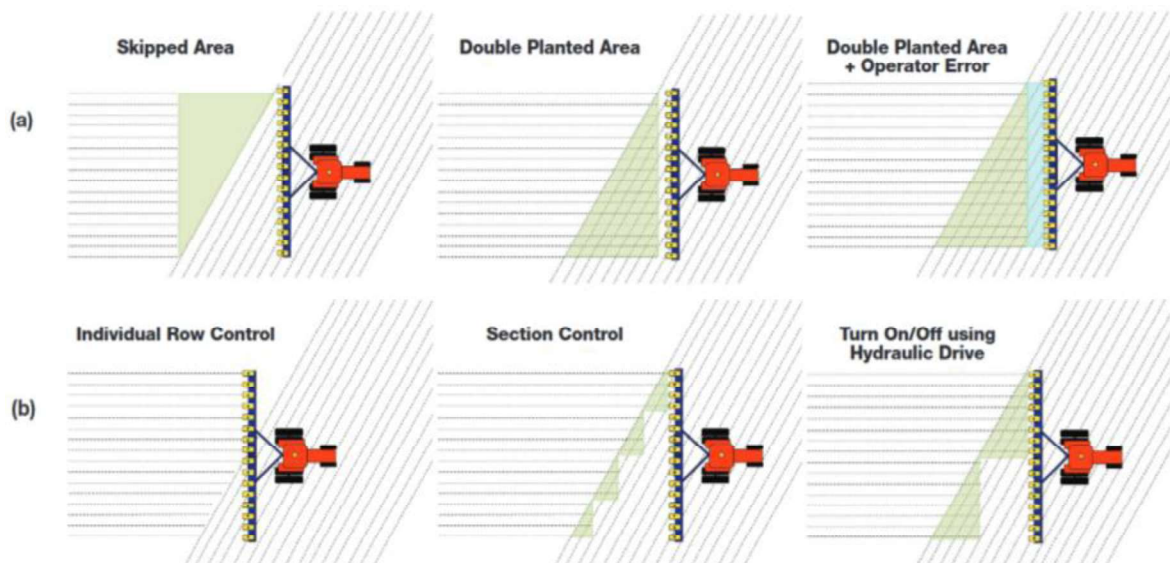 Skipped Area
Double Planted Area
Double Planted Area
+ Operator Error
(a)
Individual Row Control
Section Control
Turn On/Off using
Hydraulic Drive
(b)